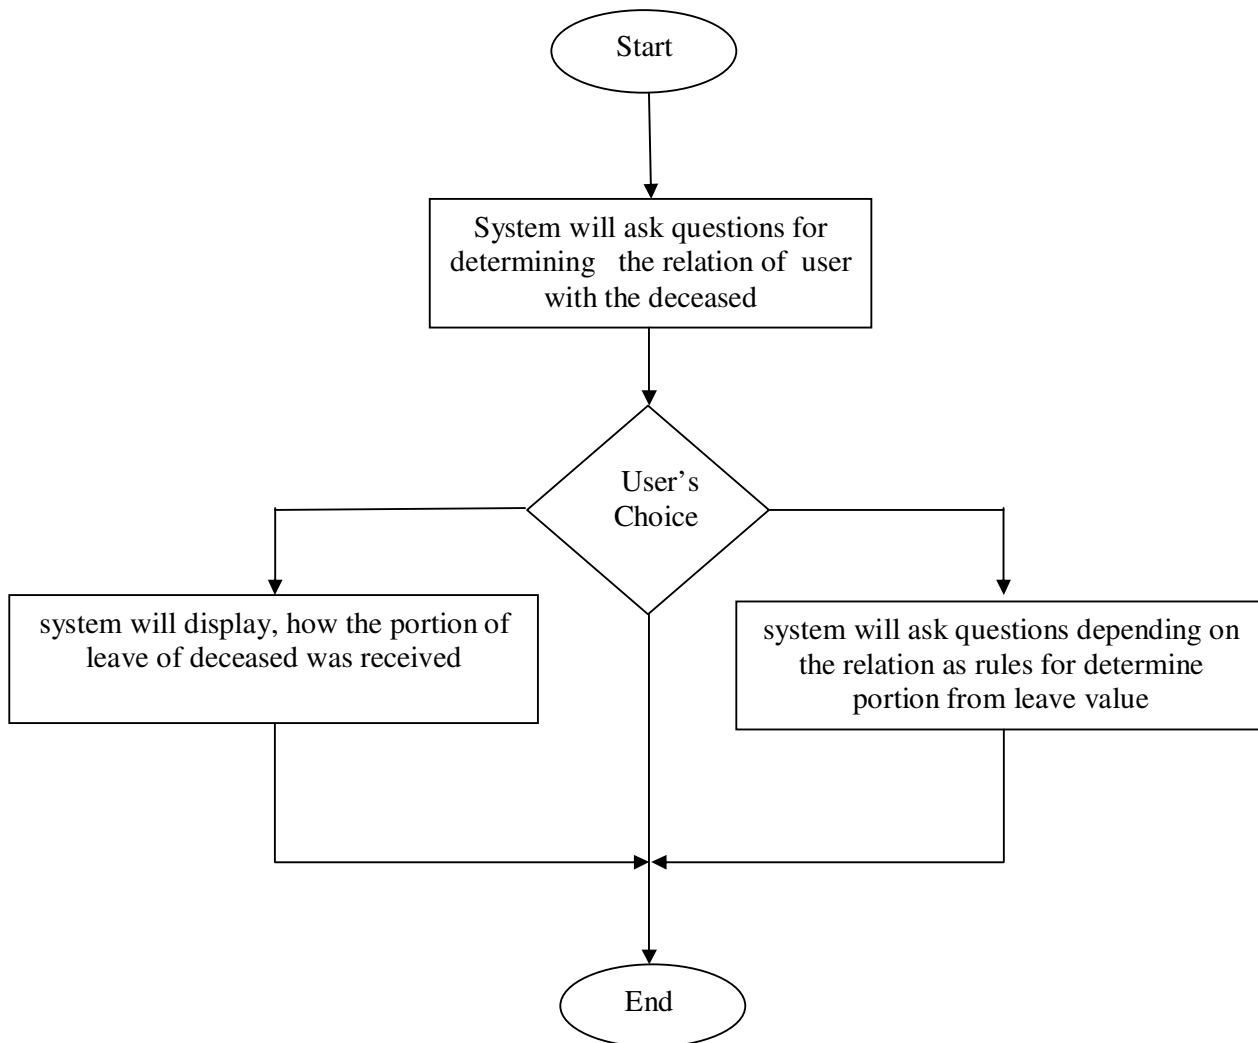 Start
System will ask questions for
determining the relation of user
with the deceased
User’s
Choice
system will display, how the portion of
leave of deceased was received
system will ask questions depending on
the relation as rules for determine
portion from leave value
End